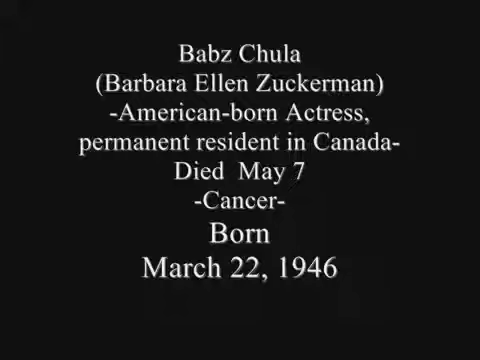 Babz Chula
(Barbara Ellen Zuckerman)
-American-born Actress,
permanent resident in Canada-
Died  May 7
-Cancer-
Born
March 22, 1946